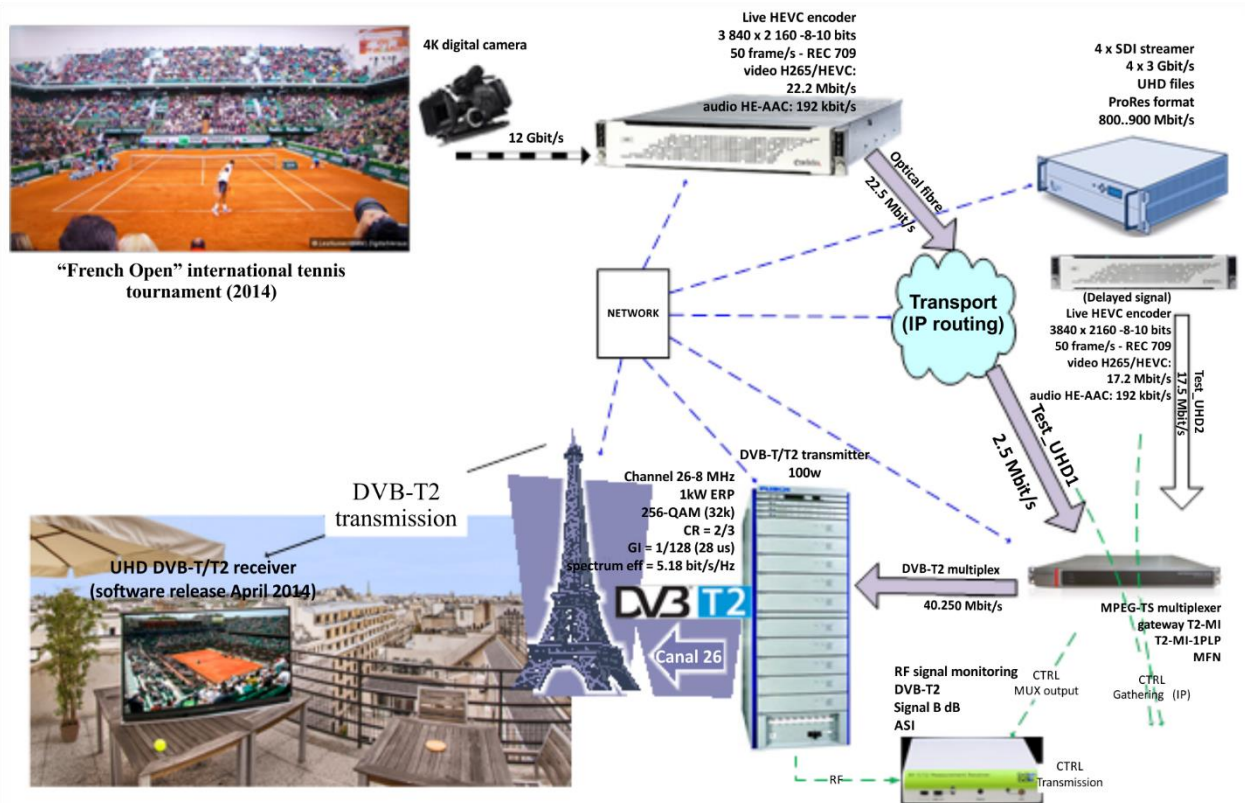 4K digital camera
12 Gbit/s
Live HEVC encoder
3 840 x 2 160 -8-10 bits
50 frame/s - REC 709
video H265/HEVC:
22.2 Mbit/s
audio HE-AAC: 192 kbit/s
4 x SDI streamer
4 x 3 Gbit/s
UHD files
ProRes format
800..900 Mbit/s
Optical fibre
22.5 Mbit/s
“French Open” international tennis
tournament (2014)
NETWORK
Transport
(IP routing)
(Delayed signal)
Live HEVC encoder
3840 x 2160 -8-10 bits
50 frame/s - REC 709
video H265/HEVC:
17.2 Mbit/s
audio HE-AAC: 192 kbit/s
Test_UHD2
17.5 Mbit/s
Test_UHD1
2.5 Mbit/s
DVB-T2
transmission
DVB-T/T2 transmitter
100w
Channel 26-8 MHz
1kW ERP
256-QAM (32k)
CR = 2/3
GI = 1/128 (28 us)
spectrum eff = 5.18 bit/s/Hz
DVB T2
Canal 26
UHD DVB-T/T2 receiver
(software release April 2014)
DVB-T2 multiplex
40.250 Mbit/s
MPEG-TS multiplexer
gateway T2-MI
T2-MI-1PLP
MFN
RF signal monitoring
DVB-T2
Signal B dB
ASI
CTRL
MUX output
CTRL
Gathering (IP)
RF
CTRL
Transmission